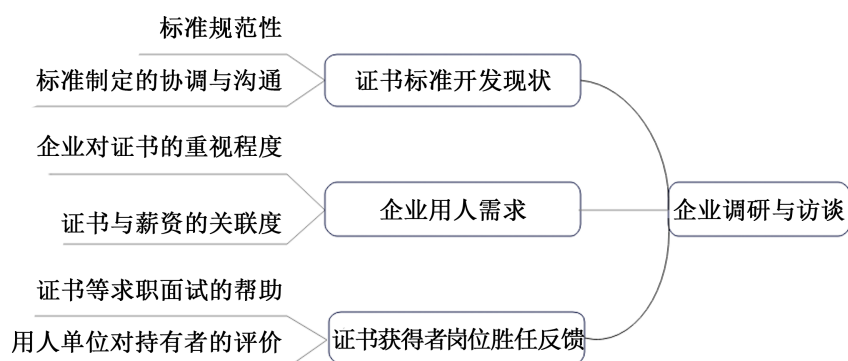 标准规范性
标准制定的协调与沟通
证书标准开发现状
企业对证书的重视程度
证书与薪资的关联度
企业用人需求
企业调研与访谈
证书等求职面试的帮助
用人单位对持有者的评价
证书获得者岗位胜任反馈